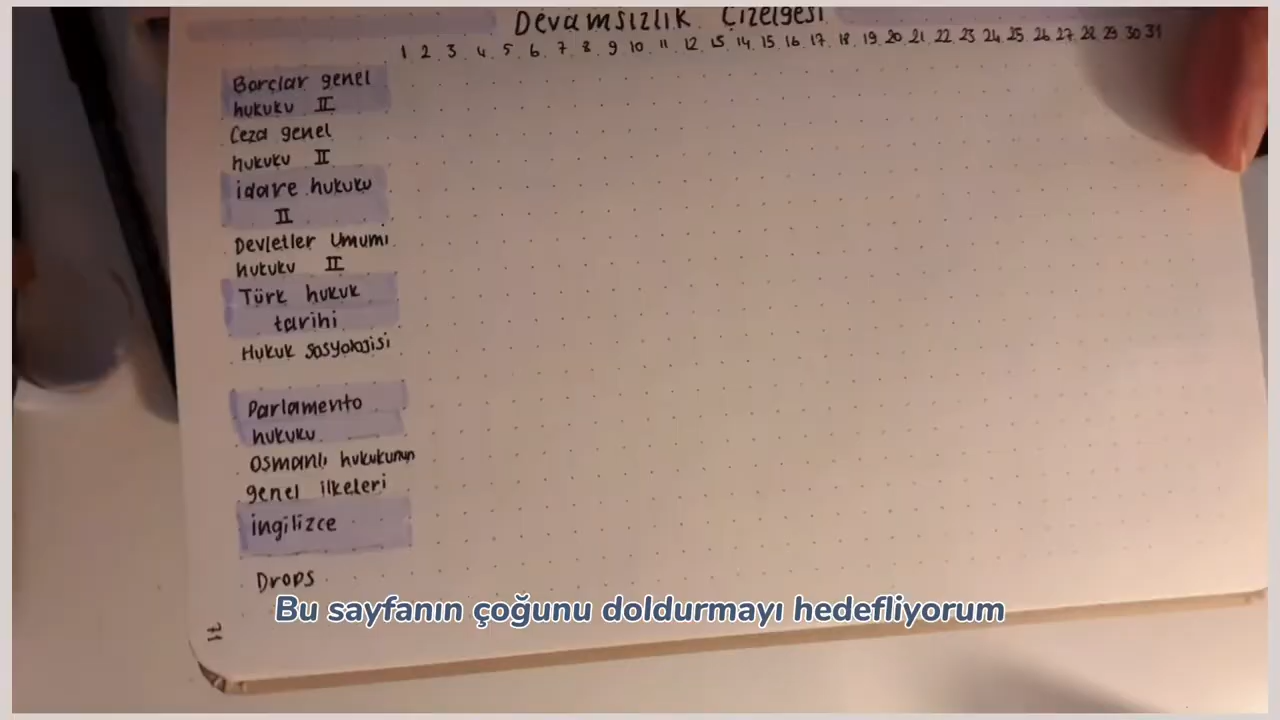 Devamsızlık Çizelgesi
1 2 3 4 5 6 7 8 9 10 11 12 13 14 15 16 17 18 19 20 21 22 23 24 25 26 27 28 29 30 31
Borçlar genel
hukuku II
Ceza genel
hukuku II
idare hukuku
II
Devletler Umumi
hukuku II
Türk hukuk
tarihi
Hukuk Sosyolojisi
Parlamento
hukuku
Osmanlı hukukunun
genel ilkeleri
ingilizce
Drops
Bu sayfanın çoğunu doldurmayı hedefliyorum
71